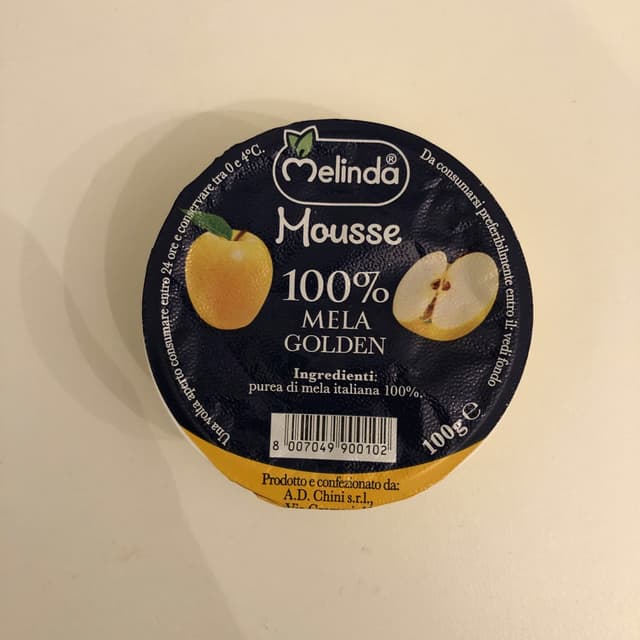 Melinda®
Mousse
100%
MELA
GOLDEN
Ingredienti:
purea di mela italiana 100%.
8 007049 900102
100g ℮
Prodotto e confezionato da:
A.D. Chini s.r.l.,
Una volta aperto consumare entro 24 ore e conservare tra 0 e 4°C.
Da consumarsi preferibilmente entro il: vedi fondo